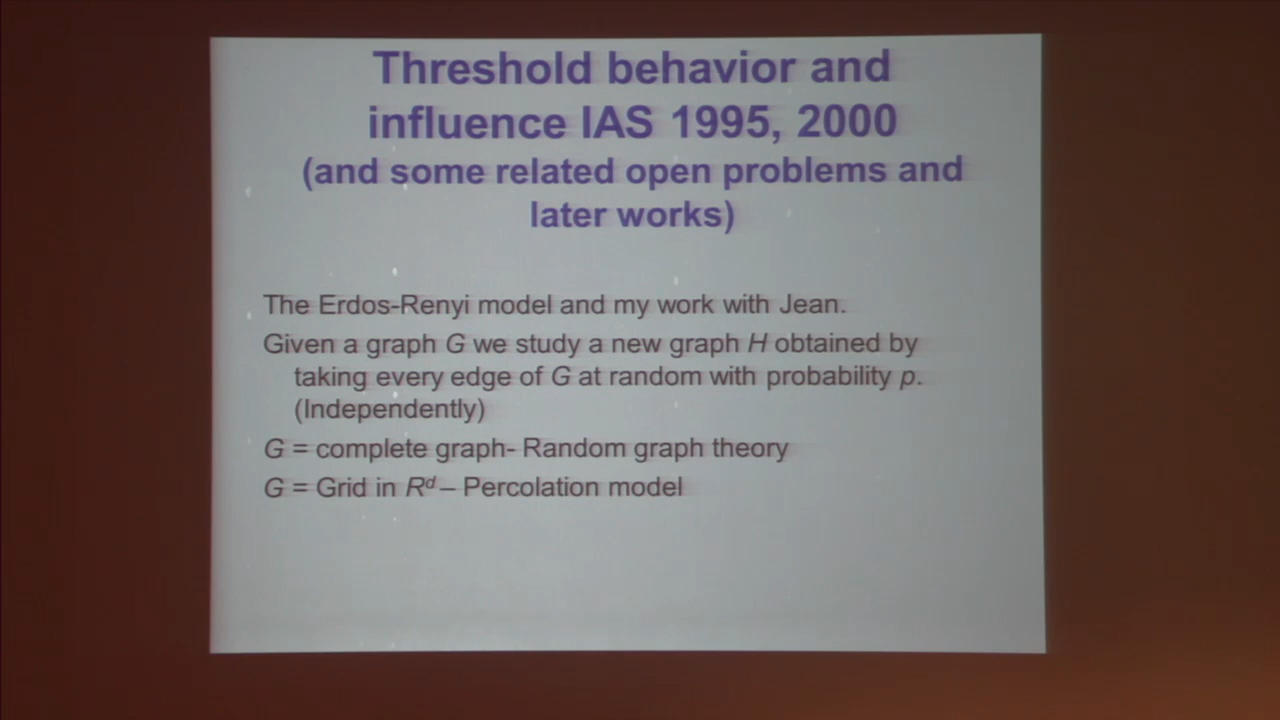 Threshold behavior and
influence IAS 1995, 2000
(and some related open problems and
later works)
The Erdos-Renyi model and my work with Jean.
Given a graph G we study a new graph H obtained by
taking every edge of G at random with probability p.
(Independently)
G = complete graph- Random graph theory
G = Grid in R^d – Percolation model